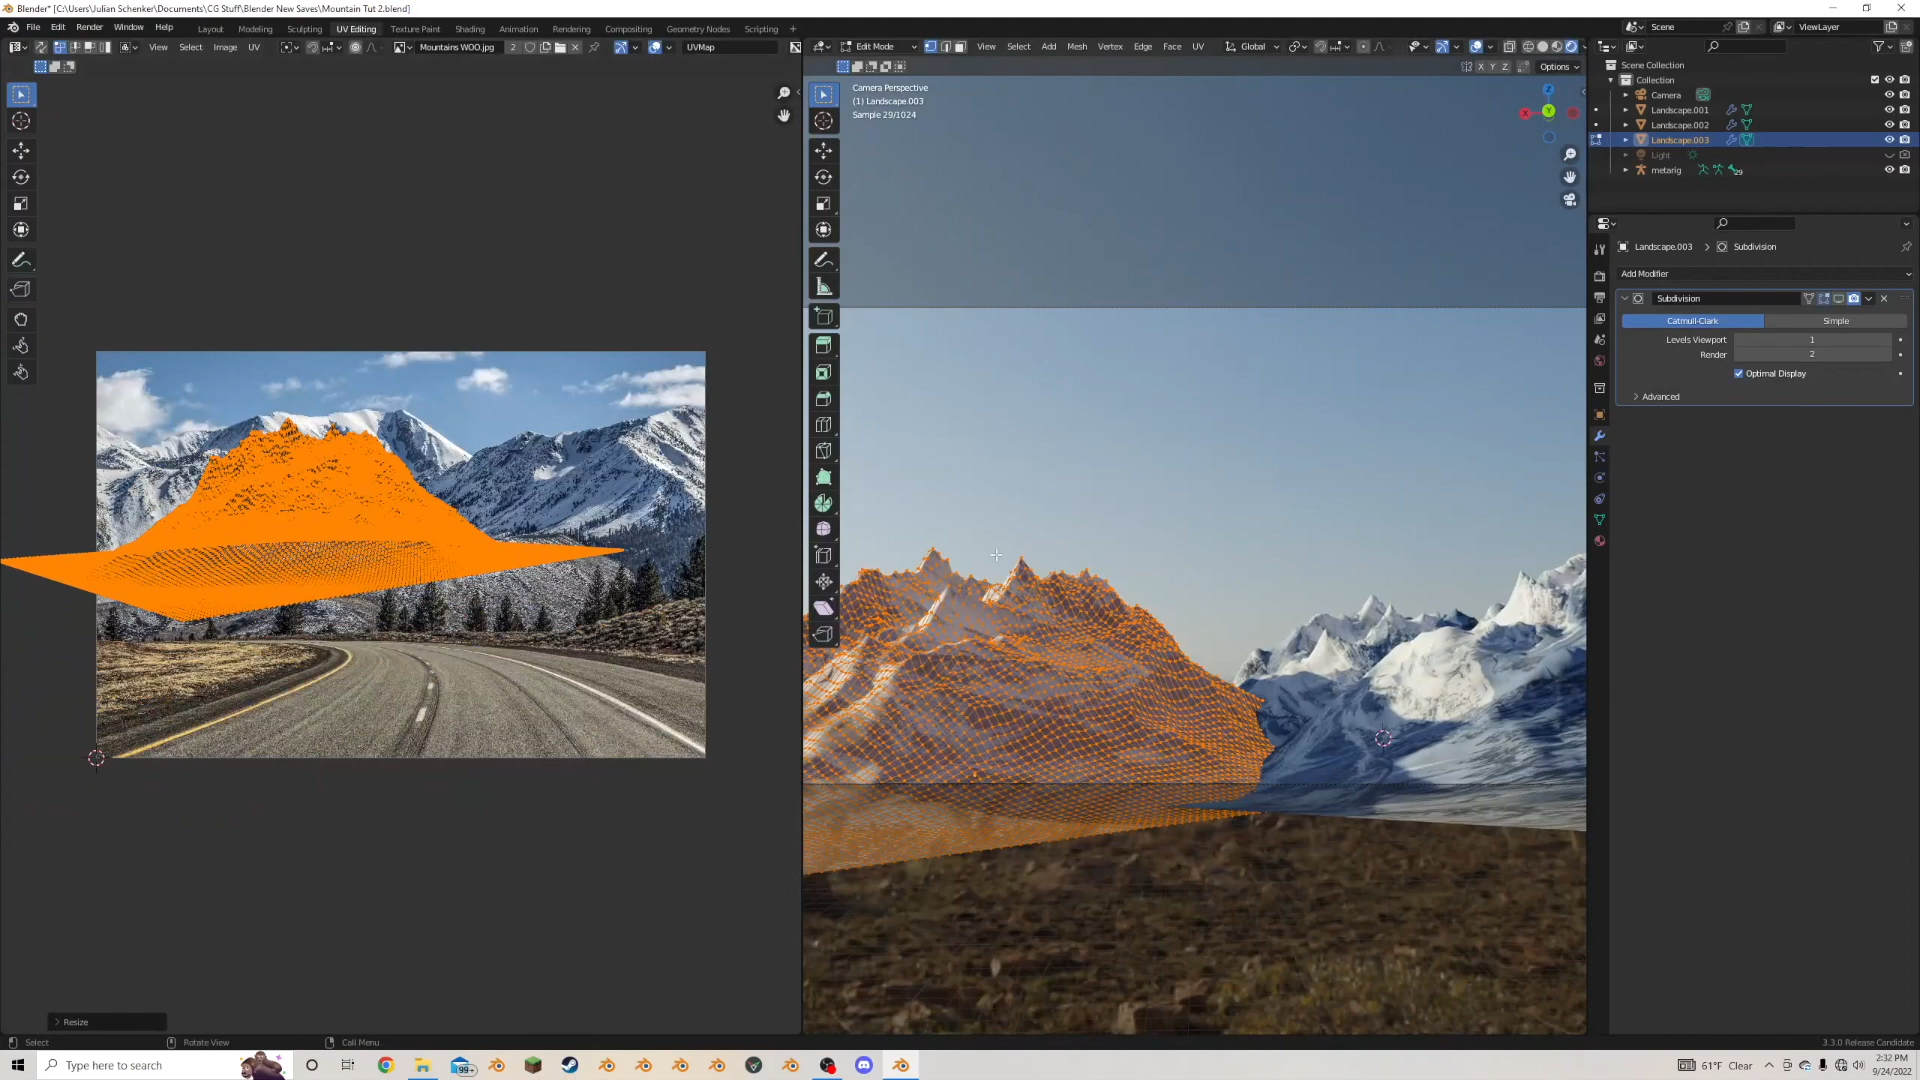 Blender* [C:\Users\Julian Schenker\Documents\CG Stuff\Blender New Saves\Mountain Tut 2.blend]
File Edit Render Window Help Layout Modeling Sculpting UV Editing Texture Paint Shading Animation Rendering Compositing Geometry Nodes Scripting + Scene ViewLayer
View Select Image UV Mountains WOO.jpg 2 UVMap
Edit Mode View Select Add Mesh Vertex Edge Face UV Global
X Y Z Options
Camera Perspective
(1) Landscape.003
Sample 29/1024
Z
X
Y
Scene Collection
Collection
Camera
Landscape.001
Landscape.002
Landscape.003
Light
metarig 29
Landscape.003 > Subdivision
Add Modifier
Subdivision
Catmull-Clark Simple
Levels Viewport 1
Render 2
Optimal Display
Advanced
Resize
Select Rotate View Call Menu 3.3.0 Release Candidate
Type here to search
99+
61°F Clear
2:32 PM
9/24/2022